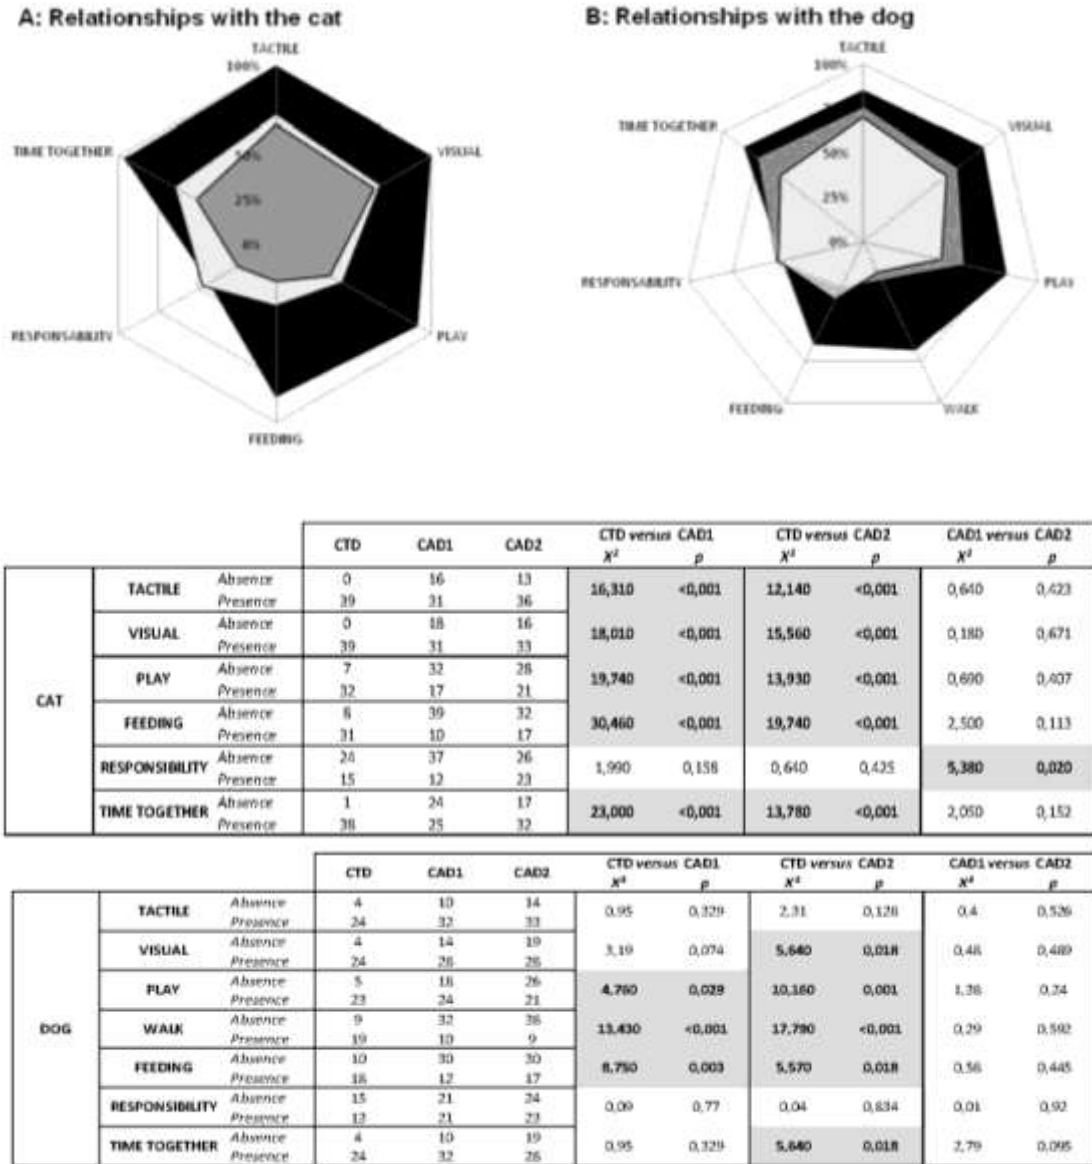 A: Relationships with the cat
TACTILE
100%
TIME TOGETHER
50%
VISUAL
25%
0%
RESPONSABILITY
PLAY
FEEDING
B: Relationships with the dog
TACTILE
100%
TIME TOGETHER
VISUAL
50%
25%
0%
RESPONSABILITY
PLAY
FEEDING
WALK
CTD CAD1 CAD2 CTD versus CAD1 CTD versus CAD2 CAD1 versus CAD2
X² p X² p X² p
CAT
TACTILE Absence 0 16 13 16,310 <0,001 12,140 <0,001 0,640 0,423
Presence 39 31 36
VISUAL Absence 0 18 16 18,010 <0,001 15,560 <0,001 0,180 0,671
Presence 39 31 33
PLAY Absence 7 32 28 19,740 <0,001 13,930 <0,001 0,690 0,407
Presence 32 17 21
FEEDING Absence 39 32 30,460 <0,001 19,740 <0,001 2,500 0,113
Presence 31 10 17
RESPONSIBILITY Absence 24 37 26 1,990 0,158 0,640 0,425 5,380 0,020
Presence 15 12 23
TIME TOGETHER Absence 1 24 17 23,000 <0,001 13,780 <0,001 2,050 0,152
Presence 38 25 32
CTD CAD1 CAD2 CTD versus CAD1 CTD versus CAD2 CAD1 versus CAD2
X² p X² p X² p
DOG
TACTILE Absence 4 10 14 0,95 0,329 2,31 0,128 0,4 0,526
Presence 24 32 33
VISUAL Absence 4 14 19 3,19 0,074 5,640 0,018 0,48 0,489
Presence 24 28 28
PLAY Absence 5 18 26 4,760 0,029 10,160 0,001 1,38 0,24
Presence 23 24 21
WALK Absence 9 32 38 13,430 <0,001 17,790 <0,001 0,29 0,592
Presence 19 10 9
FEEDING Absence 10 30 30 8,750 0,003 5,570 0,018 0,445
Presence 18 12 17
RESPONSIBILITY Absence 15 21 24 0,09 0,77 0,04 0,834 0,01 0,92
Presence 13 21 23
TIME TOGETHER Absence 4 10 19 0,95 0,329 5,640 0,018 2,79 0,095
Presence 24 32 28